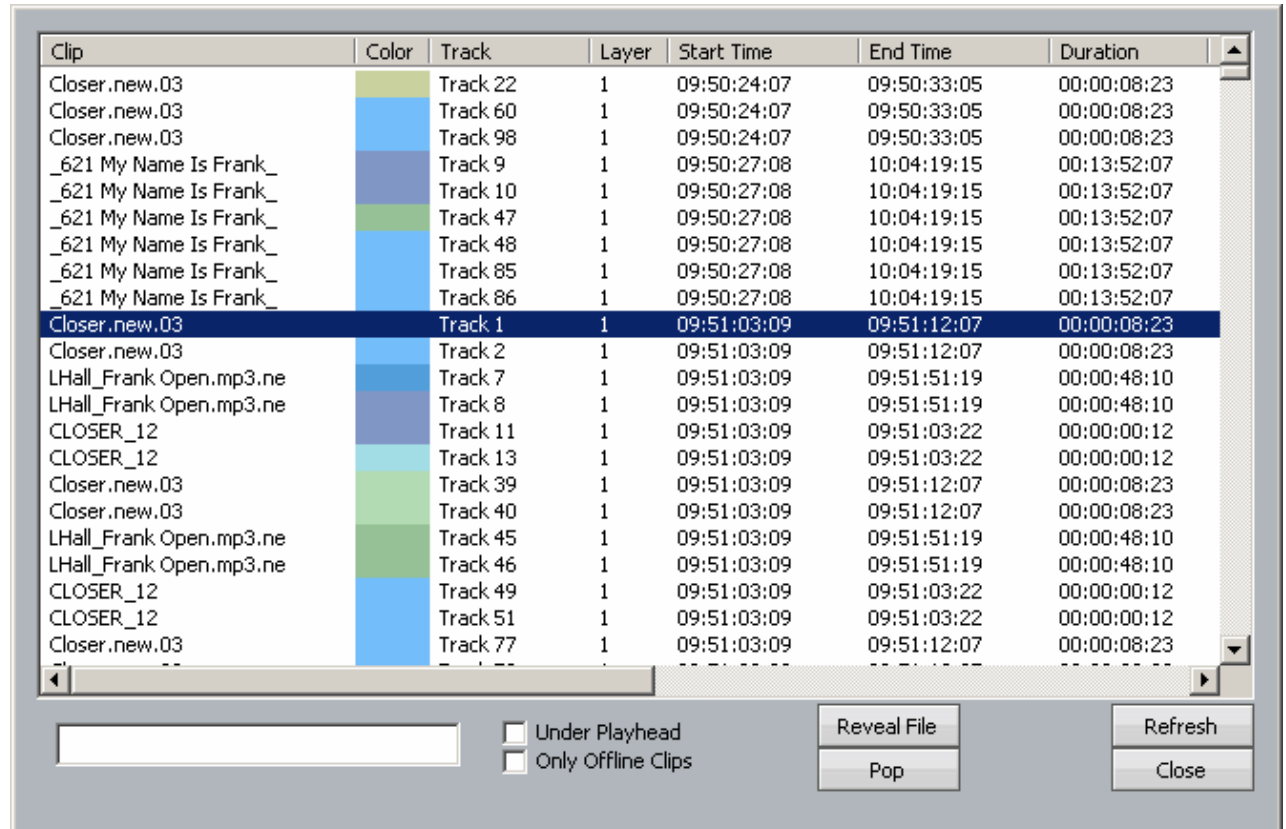 Clip Color Track Layer Start Time End Time Duration
Closer.new.03 Track 22 1 09:50:24:07 09:50:33:05 00:00:08:23
Closer.new.03 Track 60 1 09:50:24:07 09:50:33:05 00:00:08:23
Closer.new.03 Track 98 1 09:50:24:07 09:50:33:05 00:00:08:23
_621 My Name Is Frank_ Track 9 1 09:50:27:08 10:04:19:15 00:13:52:07
_621 My Name Is Frank_ Track 10 1 09:50:27:08 10:04:19:15 00:13:52:07
_621 My Name Is Frank_ Track 47 1 09:50:27:08 10:04:19:15 00:13:52:07
_621 My Name Is Frank_ Track 48 1 09:50:27:08 10:04:19:15 00:13:52:07
_621 My Name Is Frank_ Track 85 1 09:50:27:08 10:04:19:15 00:13:52:07
_621 My Name Is Frank_ Track 86 1 09:50:27:08 10:04:19:15 00:13:52:07
Closer.new.03 Track 1 1 09:51:03:09 09:51:12:07 00:00:08:23
Closer.new.03 Track 2 1 09:51:03:09 09:51:12:07 00:00:08:23
LHall_Frank Open.mp3.ne Track 7 1 09:51:03:09 09:51:51:19 00:00:48:10
LHall_Frank Open.mp3.ne Track 8 1 09:51:03:09 09:51:51:19 00:00:48:10
CLOSER_12 Track 11 1 09:51:03:09 09:51:03:22 00:00:00:12
CLOSER_12 Track 13 1 09:51:03:09 09:51:03:22 00:00:00:12
Closer.new.03 Track 39 1 09:51:03:09 09:51:12:07 00:00:08:23
Closer.new.03 Track 40 1 09:51:03:09 09:51:12:07 00:00:08:23
LHall_Frank Open.mp3.ne Track 45 1 09:51:03:09 09:51:51:19 00:00:48:10
LHall_Frank Open.mp3.ne Track 46 1 09:51:03:09 09:51:51:19 00:00:48:10
CLOSER_12 Track 49 1 09:51:03:09 09:51:03:22 00:00:00:12
CLOSER_12 Track 51 1 09:51:03:09 09:51:03:22 00:00:00:12
Closer.new.03 Track 77 1 09:51:03:09 09:51:12:07 00:00:08:23
Under Playhead Reveal File Refresh
Only Offline Clips Pop Close